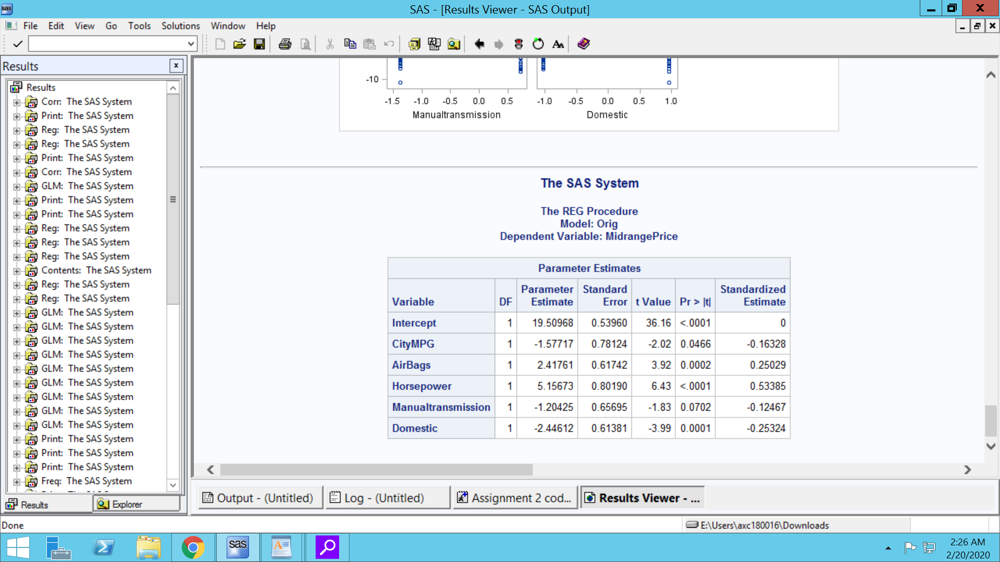 sas
SAS - [Results Viewer - SAS Output]
File Edit View Go Tools Solutions Window Help
Results
Results
Corr: The SAS System
Print: The SAS System
Reg: The SAS System
Reg: The SAS System
Print: The SAS System
Corr: The SAS System
GLM: The SAS System
Print: The SAS System
Print: The SAS System
Reg: The SAS System
Reg: The SAS System
Reg: The SAS System
Contents: The SAS System
Reg: The SAS System
Reg: The SAS System
GLM: The SAS System
GLM: The SAS System
GLM: The SAS System
GLM: The SAS System
GLM: The SAS System
GLM: The SAS System
GLM: The SAS System
GLM: The SAS System
GLM: The SAS System
Print: The SAS System
Print: The SAS System
Print: The SAS System
Freq: The SAS System
Results Explorer
-10
-1.5 -1.0 -0.5 0.0 0.5 -1.0 -0.5 0.0 0.5 1.0
Manualtransmission Domestic
The SAS System
The REG Procedure
Model: Orig
Dependent Variable: MidrangePrice
Parameter Estimates
Variable DF Parameter Estimate Standard Error t Value Pr > |t| Standardized Estimate
Intercept 1 19.50968 0.53960 36.16 <.0001 0
CityMPG 1 -1.57717 0.78124 -2.02 0.0466 -0.16328
AirBags 1 2.41761 0.61742 3.92 0.0002 0.25029
Horsepower 1 5.15673 0.80190 6.43 <.0001 0.53385
Manualtransmission 1 -1.20425 0.65695 -1.83 0.0702 -0.12467
Domestic 1 -2.44612 0.61381 -3.99 0.0001 -0.25324
Output - (Untitled) Log - (Untitled) Assignment 2 cod... Results Viewer - ...
Done E:\Users\axc180016\Downloads
sas
2:26 AM
2/20/2020